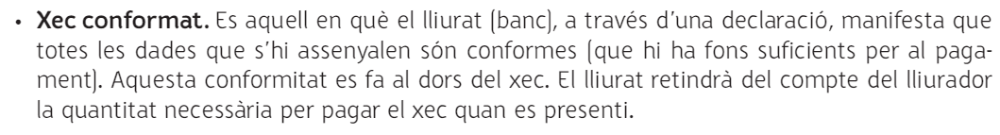 • Xec conformat. Es aquell en què el lliurat (banc), a través d’una declaració, manifesta que
totes les dades que s’hi assenyalen són conformes (que hi ha fons suficients per al paga-
ment). Aquesta conformitat es fa al dors del xec. El lliurat retindrà del compte del lliurador
la quantitat necessària per pagar el xec quan es presenti.